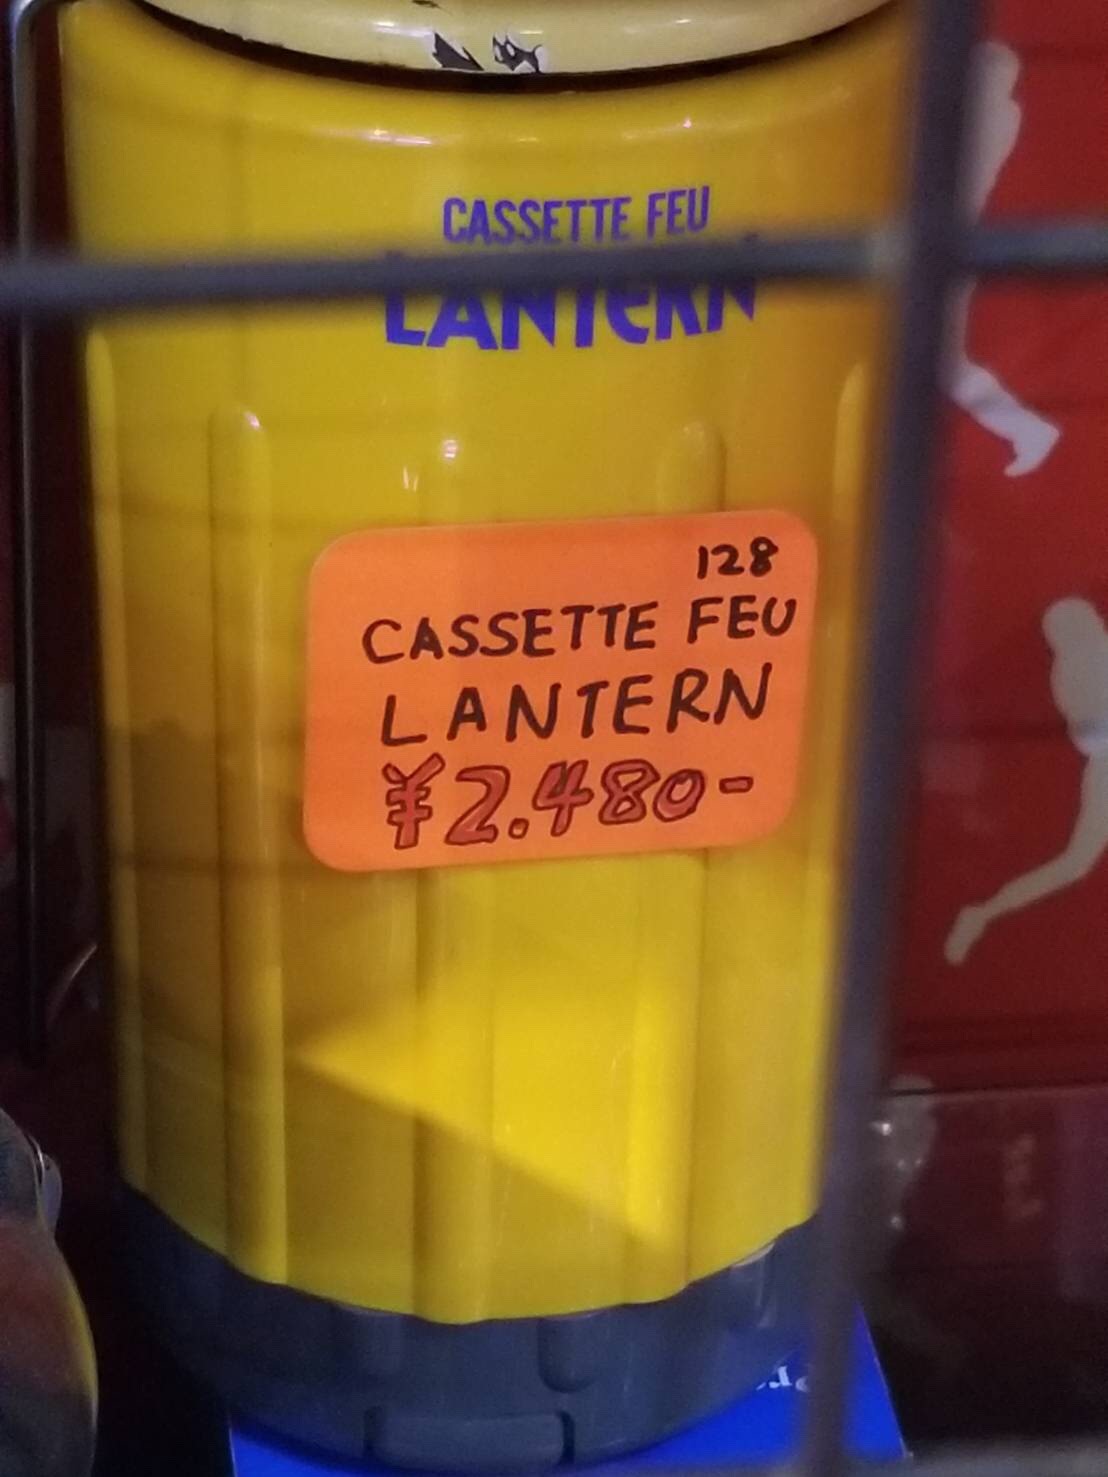 CASSETTE FEU
LANTERN
128
CASSETTE FEU
LANTERN
¥2.480-